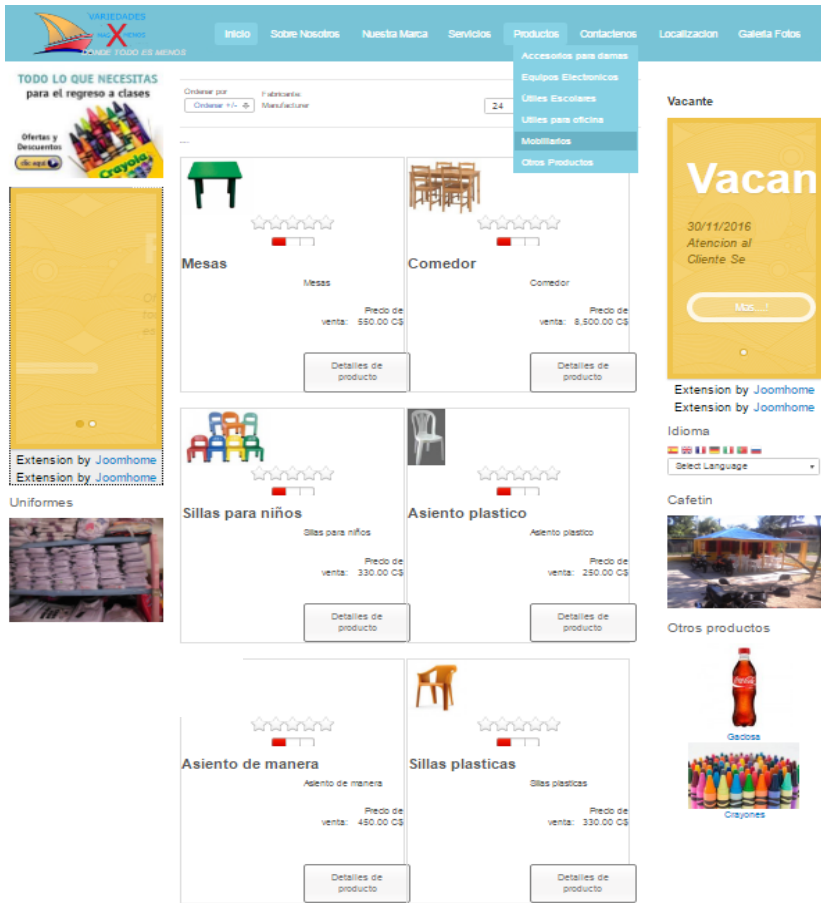 VARIEDADES
X
NAG MENOS
DONDE TODO ES MENOS
Inicio Sobre Nosotros Nuestra Marca Servicios Productos Contactenos Localizacion Galeria Fotos
Accesorios para damas
Equipos Electronicos
Útiles Escolares
Utiles para oficina
Mobiliarios
Otros Productos
TODO LO QUE NECESITAS
para el regreso a clases
Ofertas y
Descuentos
clic aquí
Crayola
Extension by Joomhome
Extension by Joomhome
Uniformes
Ordenar por
Ordenar +/-
Fabricante:
Manufacturer
24
Mesas
Mesas
Precio de
venta: 550.00 C$
Detalles de
producto
Comedor
Comedor
Precio de
venta: 8,500.00 C$
Detalles de
producto
Sillas para niños
Sillas para niños
Precio de
venta: 330.00 C$
Detalles de
producto
Asiento plastico
Asiento plastico
Precio de
venta: 250.00 C$
Detalles de
producto
Asiento de manera
Asiento de manera
Precio de
venta: 450.00 C$
Detalles de
producto
Sillas plasticas
Sillas plasticas
Precio de
venta: 330.00 C$
Detalles de
producto
Vacante
Vacan
30/11/2016
Atencion al
Cliente Se
Mas...!
Extension by Joomhome
Extension by Joomhome
Idioma
Select Language
Cafetin
Otros productos
Gaciosa
Crayones